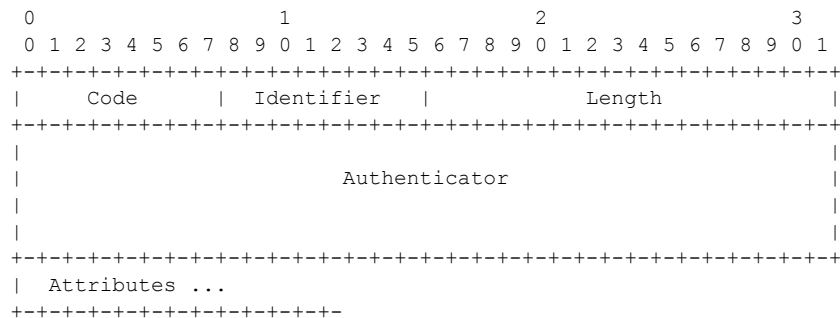 0                   1                   2                   3
 0 1 2 3 4 5 6 7 8 9 0 1 2 3 4 5 6 7 8 9 0 1 2 3 4 5 6 7 8 9 0 1
+-+-+-+-+-+-+-+-+-+-+-+-+-+-+-+-+-+-+-+-+-+-+-+-+-+-+-+-+-+-+-+-+
|     Code      |  Identifier   |            Length             |
+-+-+-+-+-+-+-+-+-+-+-+-+-+-+-+-+-+-+-+-+-+-+-+-+-+-+-+-+-+-+-+-+
|                                                               |
|                         Authenticator                         |
|                                                               |
|                                                               |
+-+-+-+-+-+-+-+-+-+-+-+-+-+-+-+-+-+-+-+-+-+-+-+-+-+-+-+-+-+-+-+-+
|  Attributes ...
+-+-+-+-+-+-+-+-+-+-+-+-+-